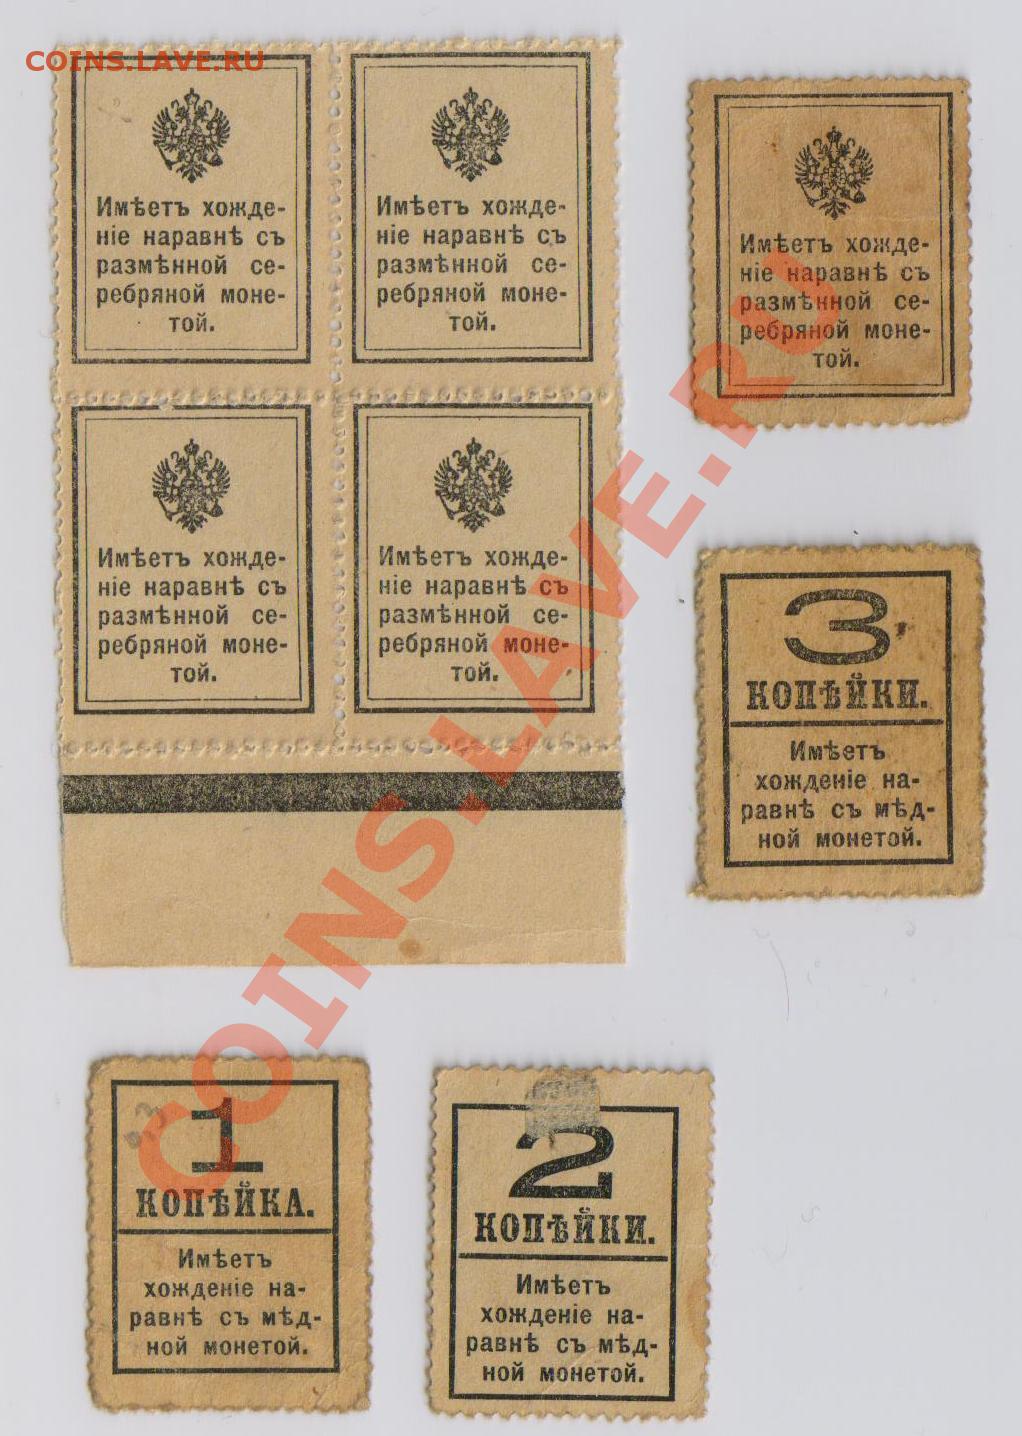 COINS.LAVE.RU
Имѣетъ хожде-
ніе наравнѣ съ
размѣнной се-
ребряной моне-
той.
Имѣетъ хожде-
ніе наравнѣ съ
размѣнной се-
ребряной моне-
той.
Имѣетъ хожде-
ніе наравнѣ съ
размѣнной се-
ребряной моне-
той.
Имѣетъ хожде-
ніе наравнѣ съ
размѣнной се-
ребряной моне-
той.
Имѣетъ хожде-
ніе наравнѣ съ
размѣнной се-
ребряной моне-
той.
3
КОПѢЙКИ.
Имѣетъ
хожденіе на-
равнѣ съ мѣд-
ной монетой.
1
КОПѢЙКА.
Имѣетъ
хожденіе на-
равнѣ съ мѣд-
ной монетой.
2
КОПѢЙКИ.
Имѣетъ
хожденіе на-
равнѣ съ мѣд-
ной монетой.
COINS.LAVE.RU